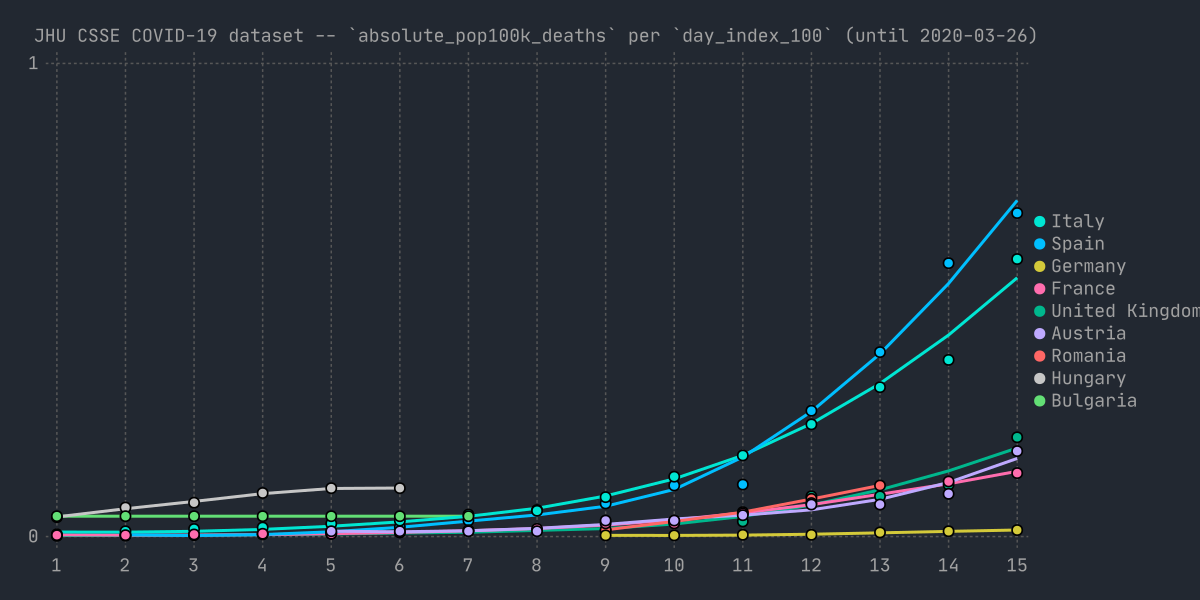 JHU CSSE COVID-19 dataset -- `absolute_pop100k_deaths` per `day_index_100` (until 2020-03-26)
1
0
1 2 3 4 5 6 7 8 9 10 11 12 13 14 15
Italy
Spain
Germany
France
United Kingdom
Austria
Romania
Hungary
Bulgaria